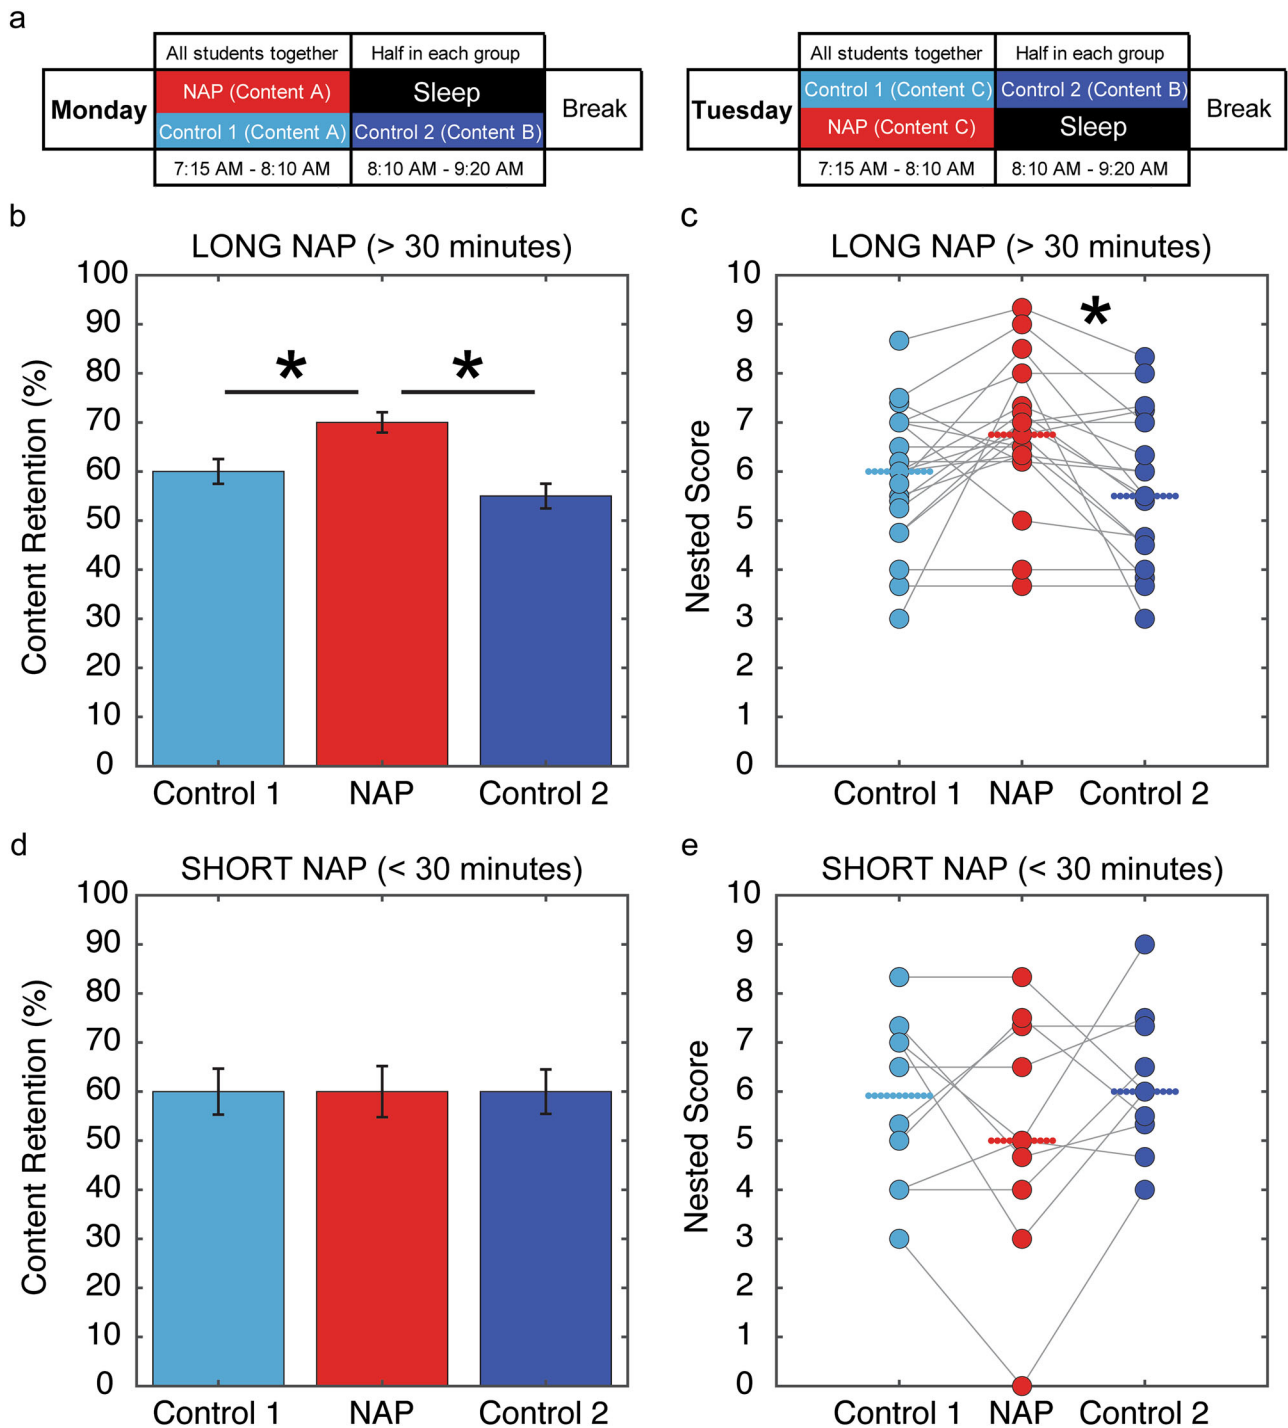 a
All students together Half in each group
Monday NAP (Content A) Sleep Break
Control 1 (Content A) Control 2 (Content B)
7:15 AM - 8:10 AM 8:10 AM - 9:20 AM
All students together Half in each group
Tuesday Control 1 (Content C) Control 2 (Content B) Break
NAP (Content C) Sleep
7:15 AM - 8:10 AM 8:10 AM - 9:20 AM
b
LONG NAP (> 30 minutes)
Content Retention (%)
100
90
80
70
60
50
40
30
20
10
0
* *
Control 1 NAP Control 2
c
LONG NAP (> 30 minutes)
Nested Score
10
9
8
7
6
5
4
3
2
1
0
*
Control 1 NAP Control 2
d
SHORT NAP (< 30 minutes)
Content Retention (%)
100
90
80
70
60
50
40
30
20
10
0
Control 1 NAP Control 2
e
SHORT NAP (< 30 minutes)
Nested Score
10
9
8
7
6
5
4
3
2
1
0
Control 1 NAP Control 2